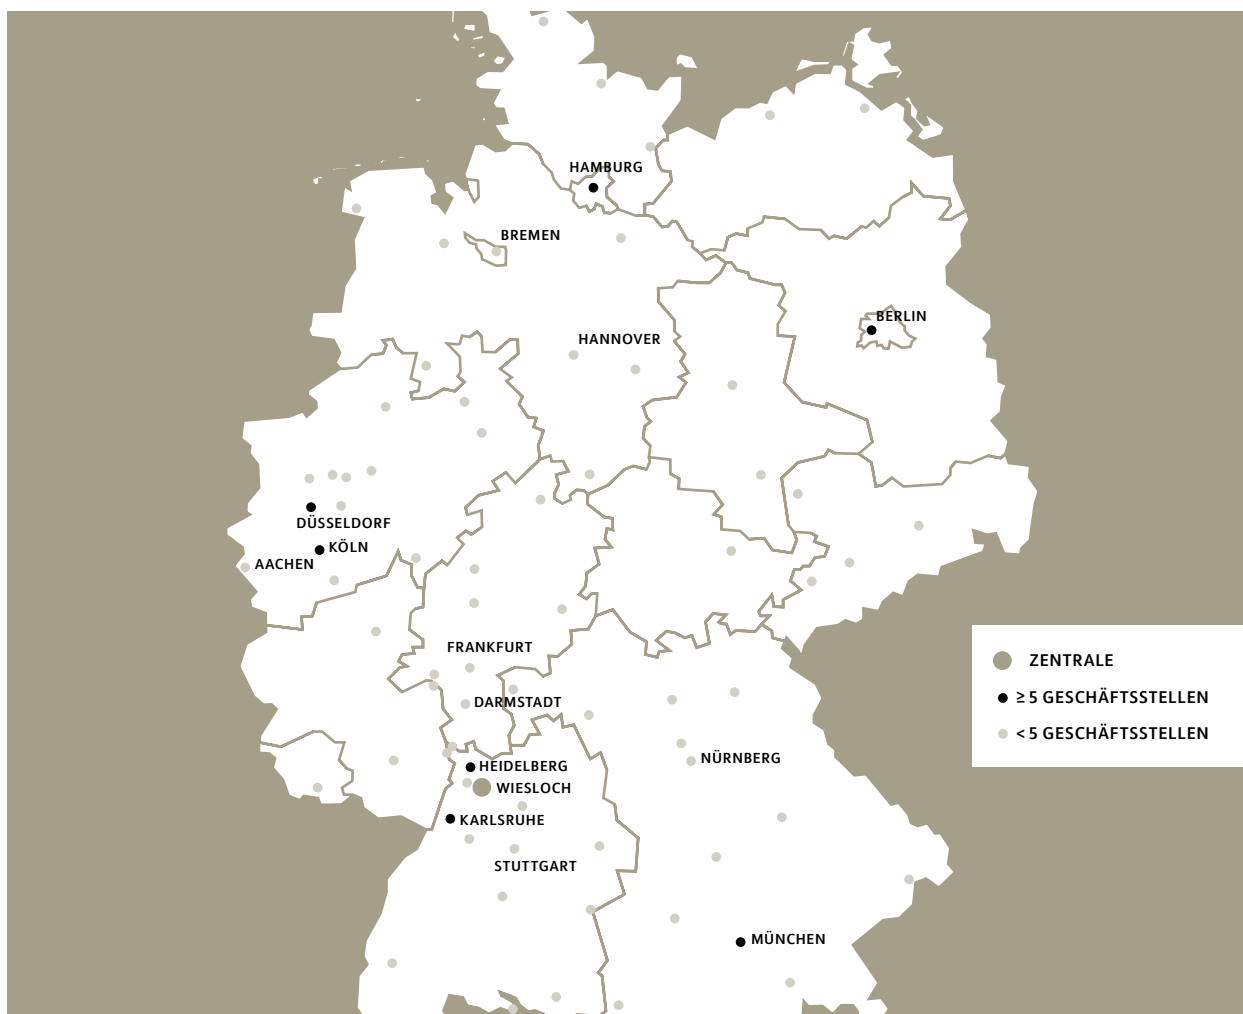 HAMBURG
BREMEN
BERLIN
HANNOVER
DÜSSELDORF
KÖLN
AACHEN
FRANKFURT
ZENTRALE
≥ 5 GESCHÄFTSSTELLEN
< 5 GESCHÄFTSSTELLEN
DARMSTADT
NÜRNBERG
HEIDELBERG
WIESLOCH
KARLSRUHE
STUTTGART
MÜNCHEN